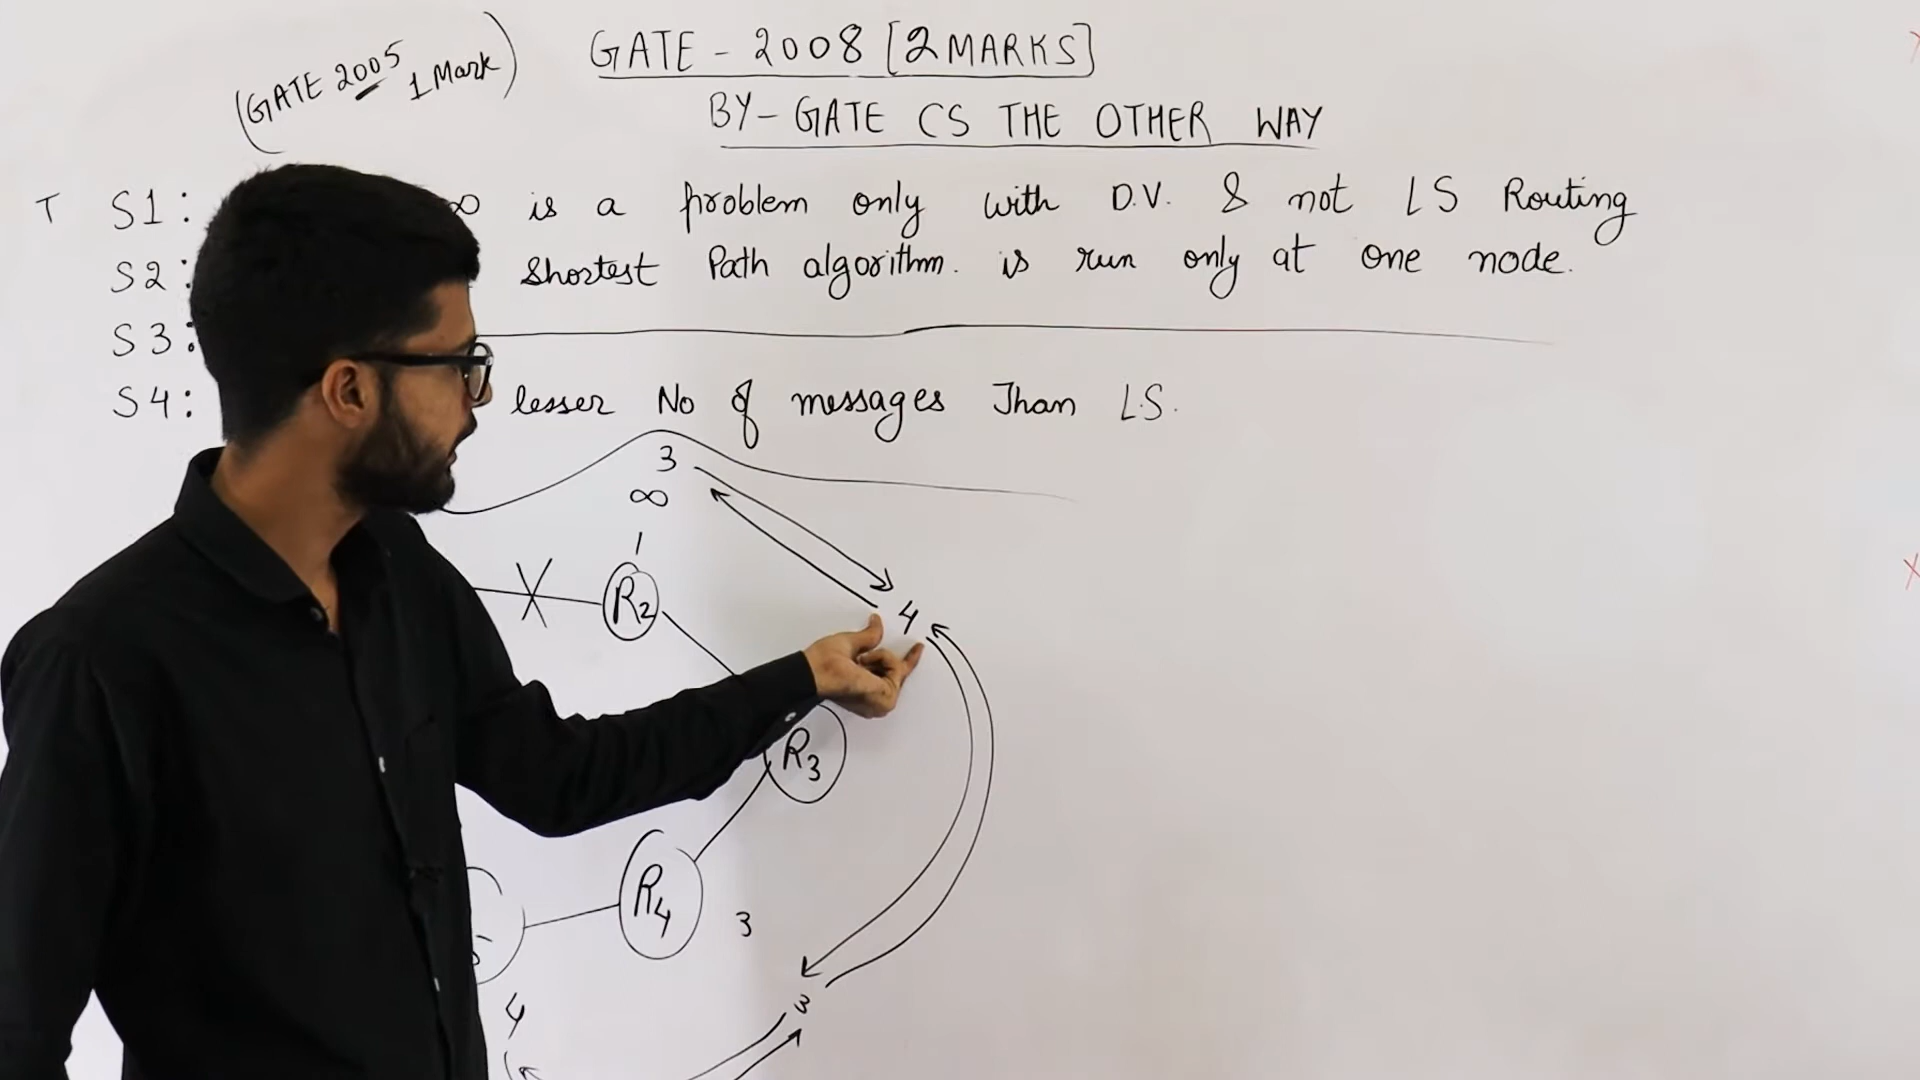 (GATE 2005 1 Mark)
GATE - 2008 [2 MARKS]
BY - GATE CS THE OTHER WAY
T S1: ∞ is a problem only with D.V. & not LS Routing
S2: Shortest Path algorithm. is run only at one node.
S3:
S4: lesser No of messages Than L.S.
3
∞
1
X
R2
4
R3
R4
3
4
3